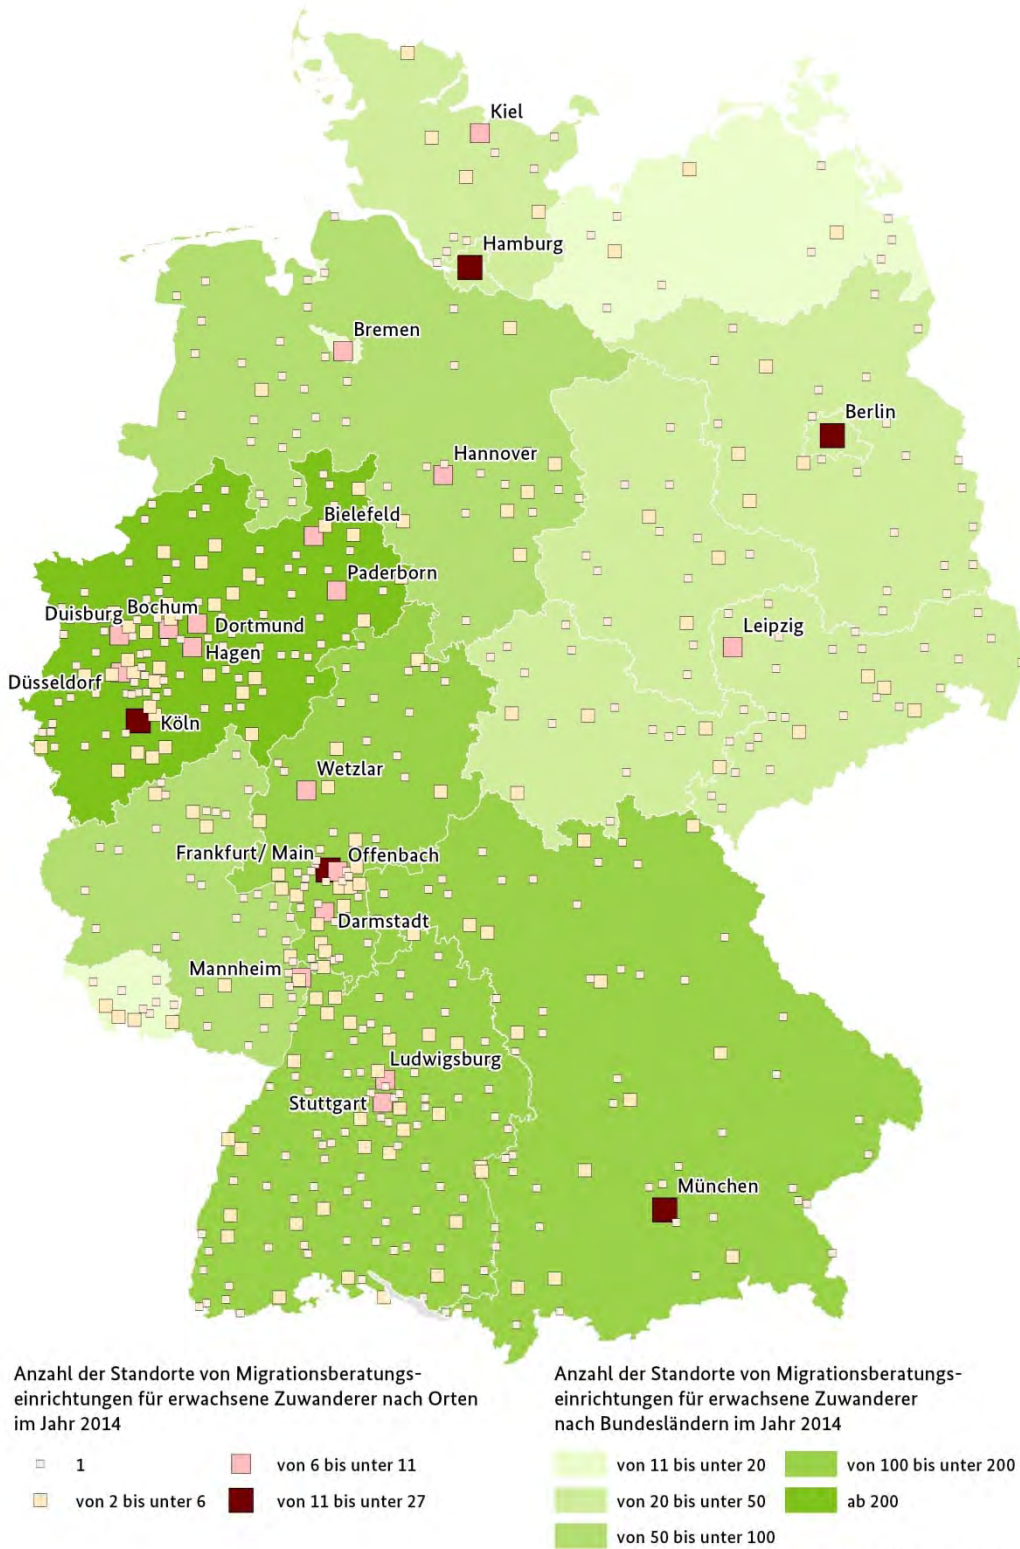 Kiel
Hamburg
Bremen
Berlin
Hannover
Bielefeld
Paderborn
Duisburg
Bochum
Dortmund
Leipzig
Hagen
Düsseldorf
Köln
Wetzlar
Frankfurt/ Main
Offenbach
Darmstadt
Mannheim
Ludwigsburg
Stuttgart
München
Anzahl der Standorte von Migrationsberatungs-
einrichtungen für erwachsene Zuwanderer nach Orten
im Jahr 2014
1
von 2 bis unter 6
von 6 bis unter 11
von 11 bis unter 27
Anzahl der Standorte von Migrationsberatungs-
einrichtungen für erwachsene Zuwanderer
nach Bundesländern im Jahr 2014
von 11 bis unter 20
von 20 bis unter 50
von 50 bis unter 100
von 100 bis unter 200
ab 200